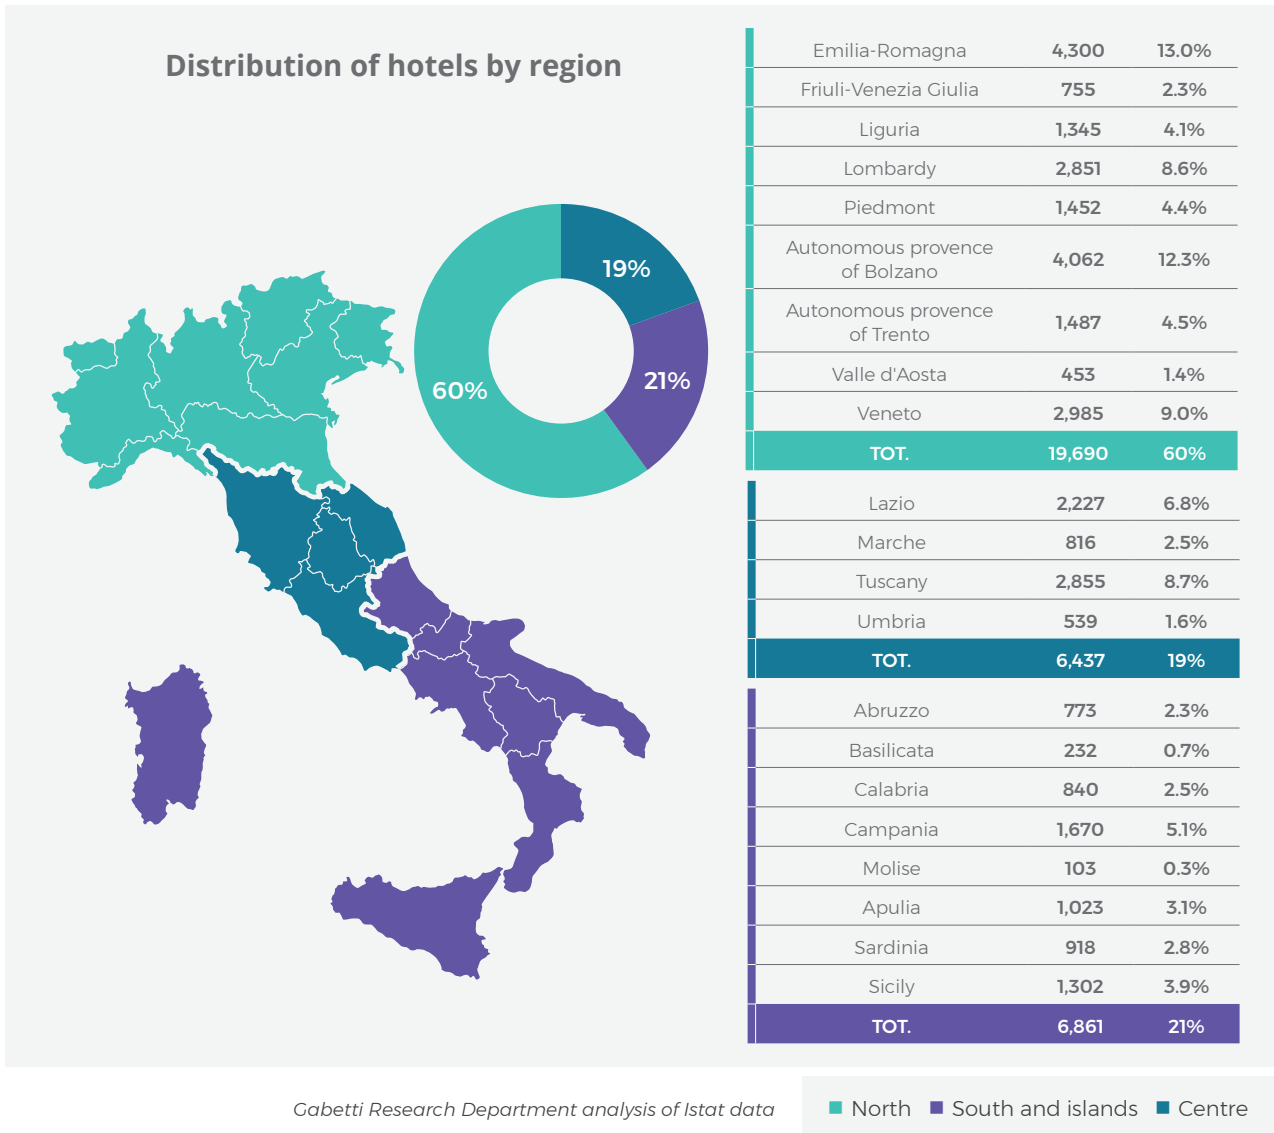 Distribution of hotels by region
19%
21%
60%
Emilia-Romagna 4,300 13.0%
Friuli-Venezia Giulia 755 2.3%
Liguria 1,345 4.1%
Lombardy 2,851 8.6%
Piedmont 1,452 4.4%
Autonomous provence
of Bolzano 4,062 12.3%
Autonomous provence
of Trento 1,487 4.5%
Valle d'Aosta 453 1.4%
Veneto 2,985 9.0%
TOT. 19,690 60%
Lazio 2,227 6.8%
Marche 816 2.5%
Tuscany 2,855 8.7%
Umbria 539 1.6%
TOT. 6,437 19%
Abruzzo 773 2.3%
Basilicata 232 0.7%
Calabria 840 2.5%
Campania 1,670 5.1%
Molise 103 0.3%
Apulia 1,023 3.1%
Sardinia 918 2.8%
Sicily 1,302 3.9%
TOT. 6,861 21%
Gabetti Research Department analysis of Istat data
North South and islands Centre